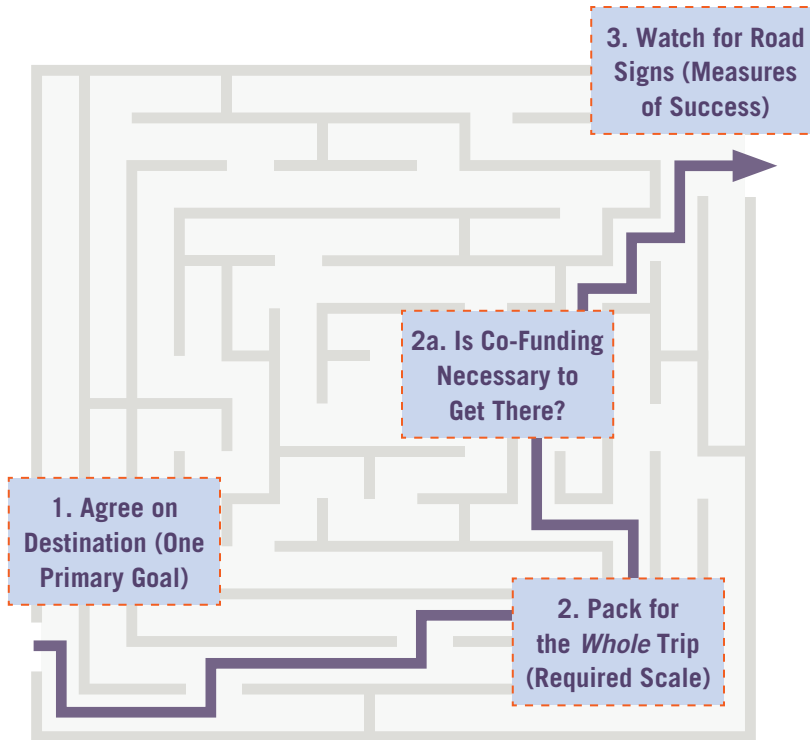 3. Watch for Road
Signs (Measures
of Success)
2a. Is Co-Funding
Necessary to
Get There?
1. Agree on
Destination (One
Primary Goal)
2. Pack for
the Whole Trip
(Required Scale)